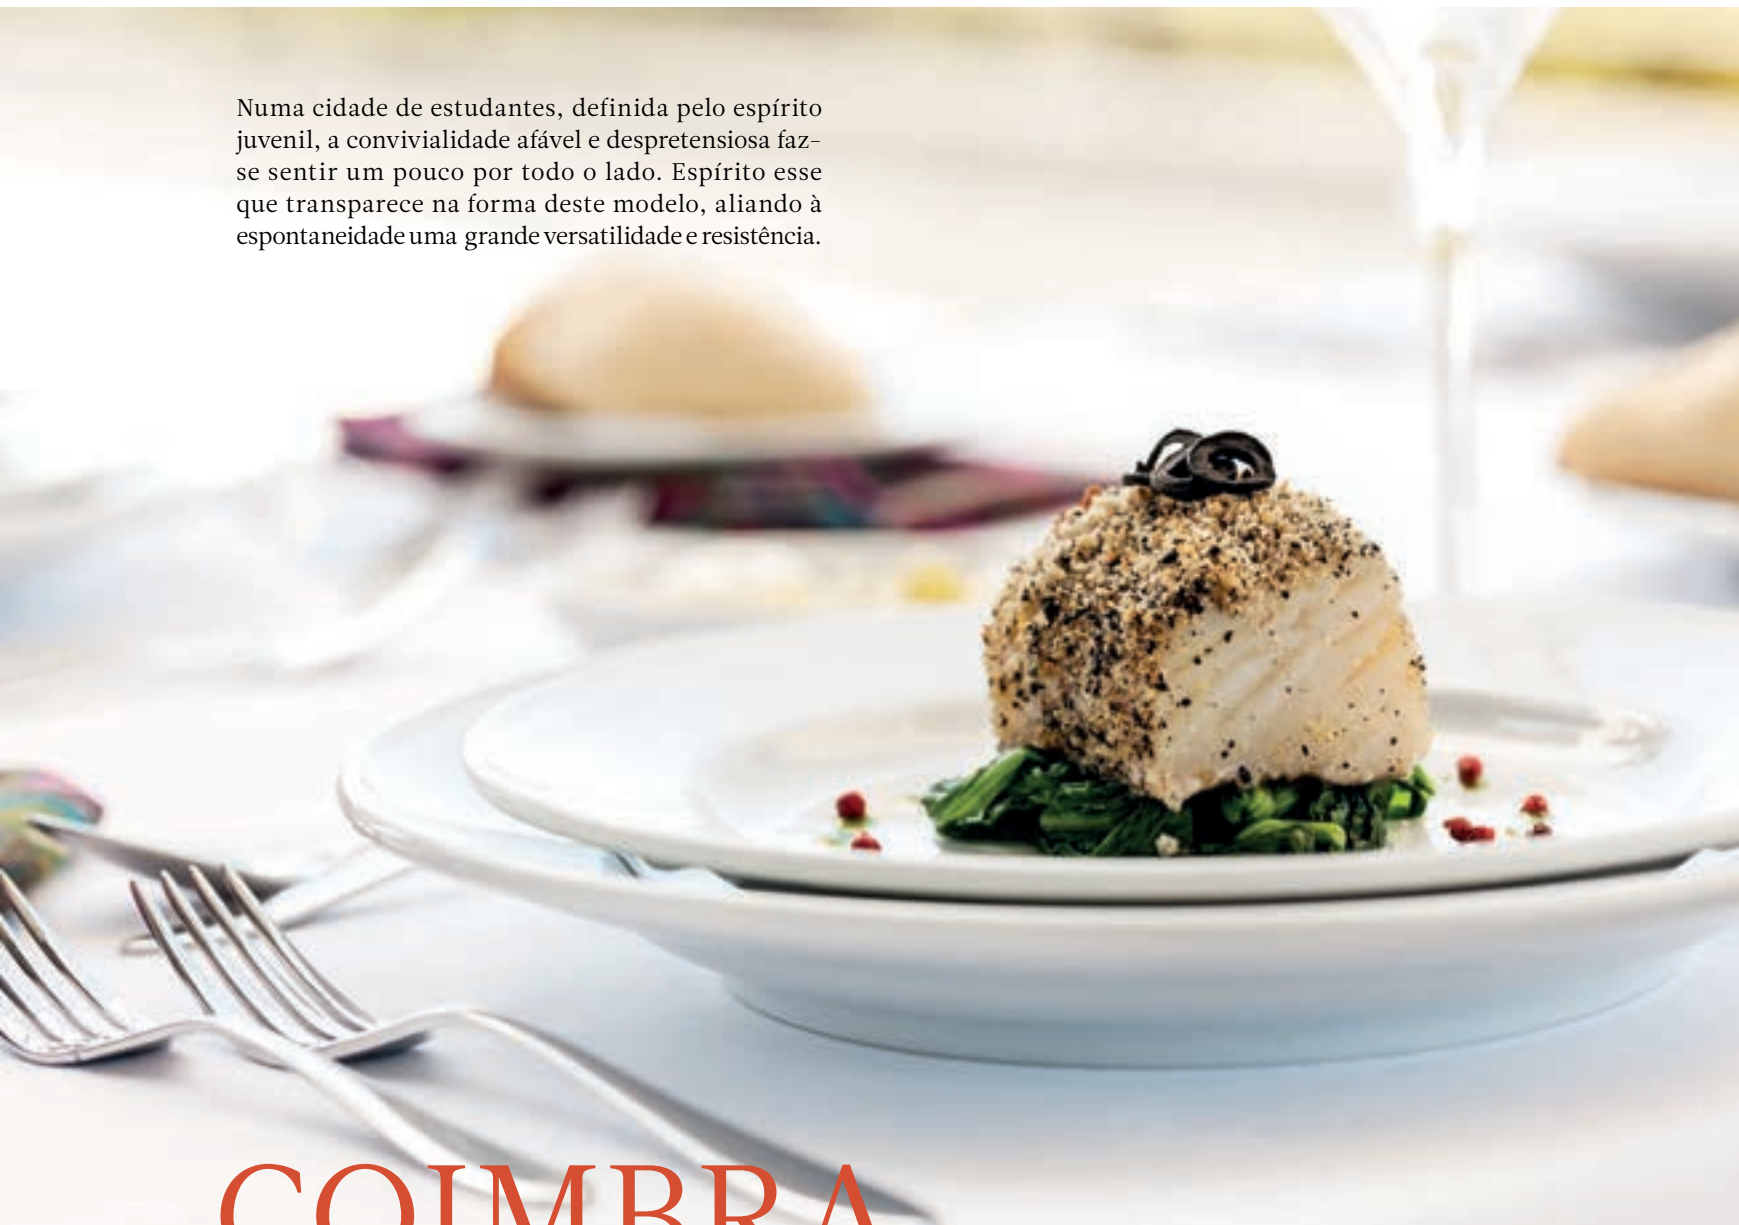 Numa cidade de estudantes, definida pelo espírito
juvenil, a convivialidade afável e despretensiosa faz-
se sentir um pouco por todo o lado. Espírito esse
que transparece na forma deste modelo, aliando à
espontaneidade uma grande versatilidade e resistência.
COIMBRA